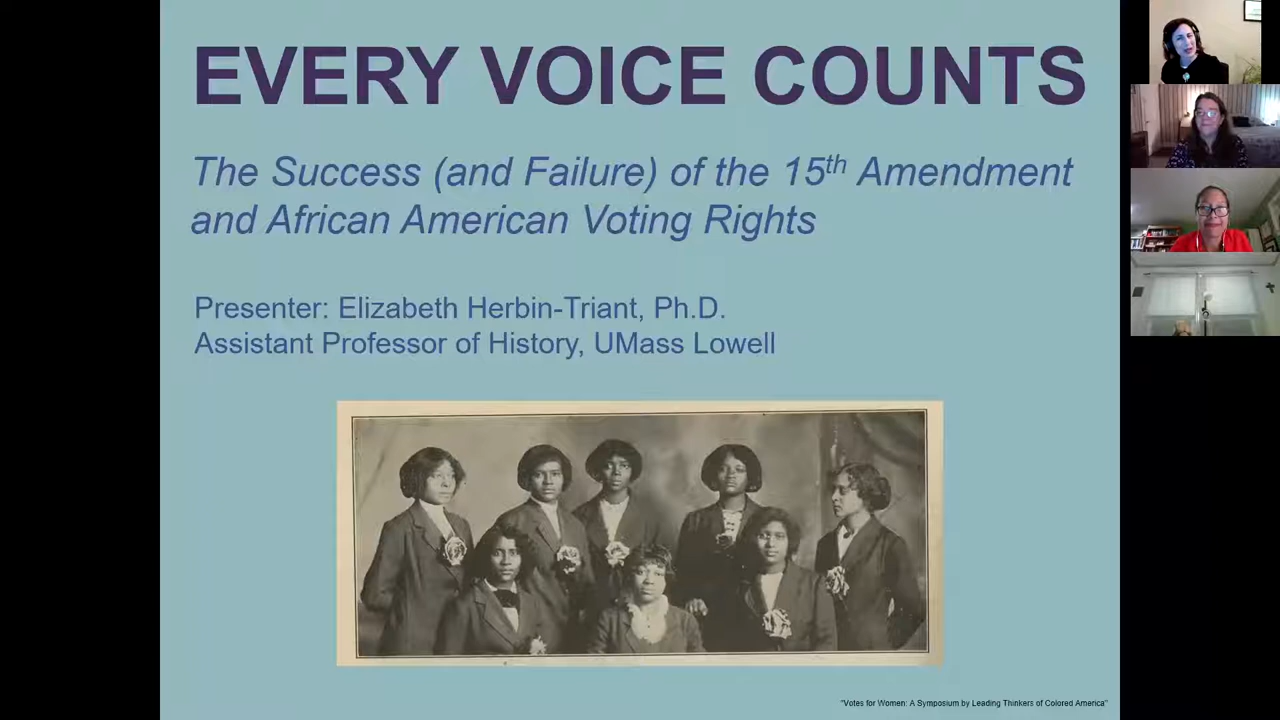 EVERY VOICE COUNTS
The Success (and Failure) of the 15th Amendment
and African American Voting Rights
Presenter: Elizabeth Herbin-Triant, Ph.D.
Assistant Professor of History, UMass Lowell
"Votes for Women: A Symposium by Leading Thinkers of Colored America"